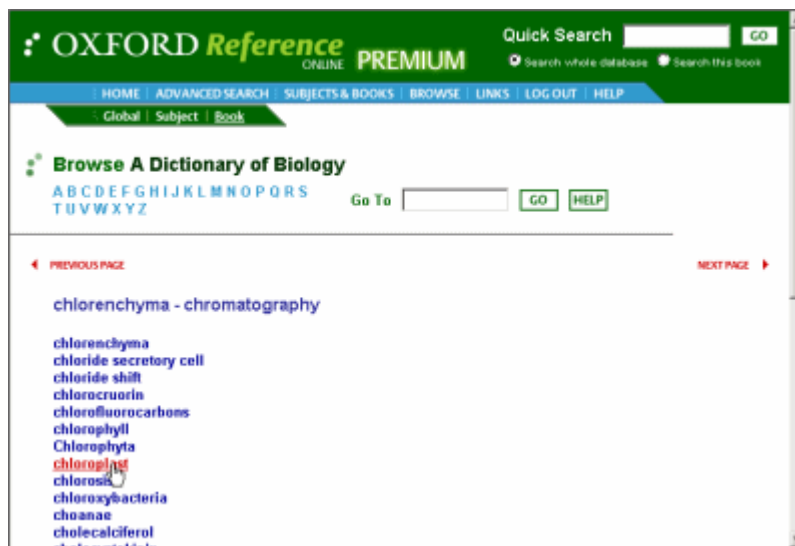 OXFORD Reference
ONLINE PREMIUM
Quick Search GO
Search whole database Search this book
HOME | ADVANCED SEARCH | SUBJECTS & BOOKS | BROWSE | LINKS | LOG OUT | HELP
Global | Subject | Book
Browse A Dictionary of Biology
A B C D E F G H I J K L M N O P Q R S
T U V W X Y Z
Go To GO HELP
PREVIOUS PAGE NEXT PAGE
chlorenchyma - chromatography
chlorenchyma
chloride secretory cell
chloride shift
chlorocruorin
chlorofluorocarbons
chlorophyll
Chlorophyta
chloroplast
chlorosis
chloroxybacteria
choanae
cholecalciferol